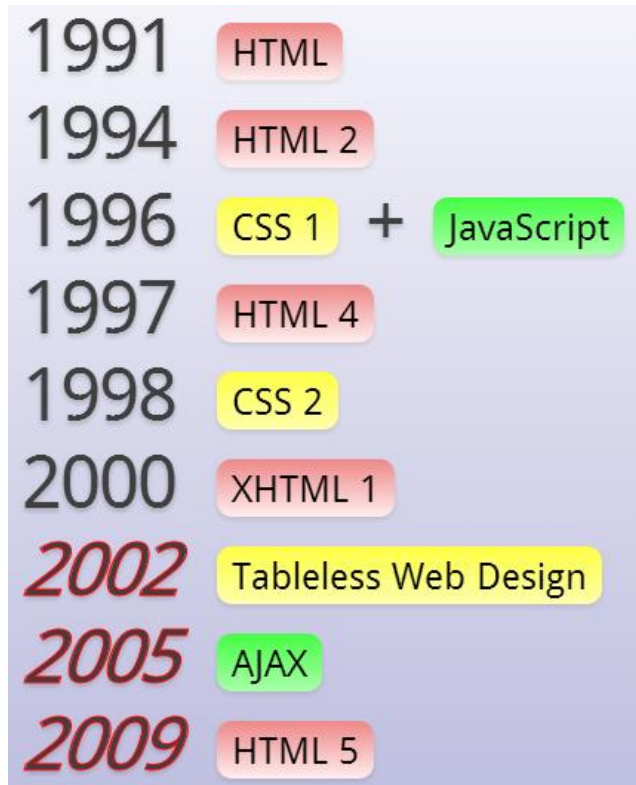 1991 HTML
1994 HTML 2
1996 CSS 1 + JavaScript
1997 HTML 4
1998 CSS 2
2000 XHTML 1
2002 Tableless Web Design
2005 AJAX
2009 HTML 5